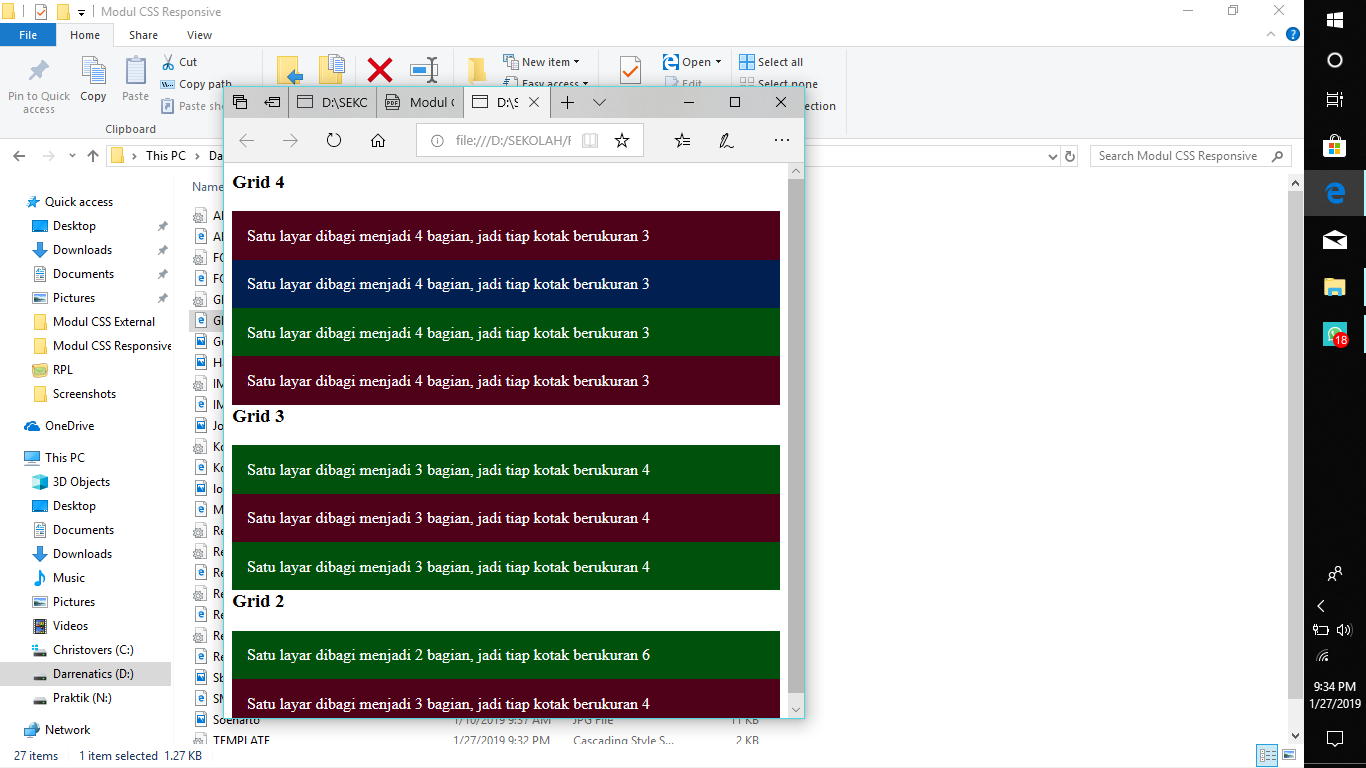 Modul CSS Responsive
File Home Share View
Pin to Quick access
Copy
Paste
Cut
Copy path
Paste
Clipboard
New item
Easy access
Open
Edit
Select all
Select none
This PC
Search Modul CSS Responsive
D:\SEKO
Modul
D:\S
file:///D:/SEKOLAH/
Quick access
Desktop
Downloads
Documents
Pictures
Modul CSS External
Modul CSS Responsive
RPL
Screenshots
OneDrive
This PC
3D Objects
Desktop
Documents
Downloads
Music
Pictures
Videos
Christovers (C:)
Darrenatics (D:)
Praktik (N:)
Network
27 items 1 item selected 1.27 KB
Name
Grid 4
Satu layar dibagi menjadi 4 bagian, jadi tiap kotak berukuran 3
Satu layar dibagi menjadi 4 bagian, jadi tiap kotak berukuran 3
Satu layar dibagi menjadi 4 bagian, jadi tiap kotak berukuran 3
Satu layar dibagi menjadi 4 bagian, jadi tiap kotak berukuran 3
Grid 3
Satu layar dibagi menjadi 3 bagian, jadi tiap kotak berukuran 4
Satu layar dibagi menjadi 3 bagian, jadi tiap kotak berukuran 4
Satu layar dibagi menjadi 3 bagian, jadi tiap kotak berukuran 4
Grid 2
Satu layar dibagi menjadi 2 bagian, jadi tiap kotak berukuran 6
Satu layar dibagi menjadi 3 bagian, jadi tiap kotak berukuran 4
Soeharto 1/10/2019 9:37 AM JPG File 11 KB
TEMPLATE 1/27/2019 9:32 PM Cascading Style S... 2 KB
18
9:34 PM
1/27/2019